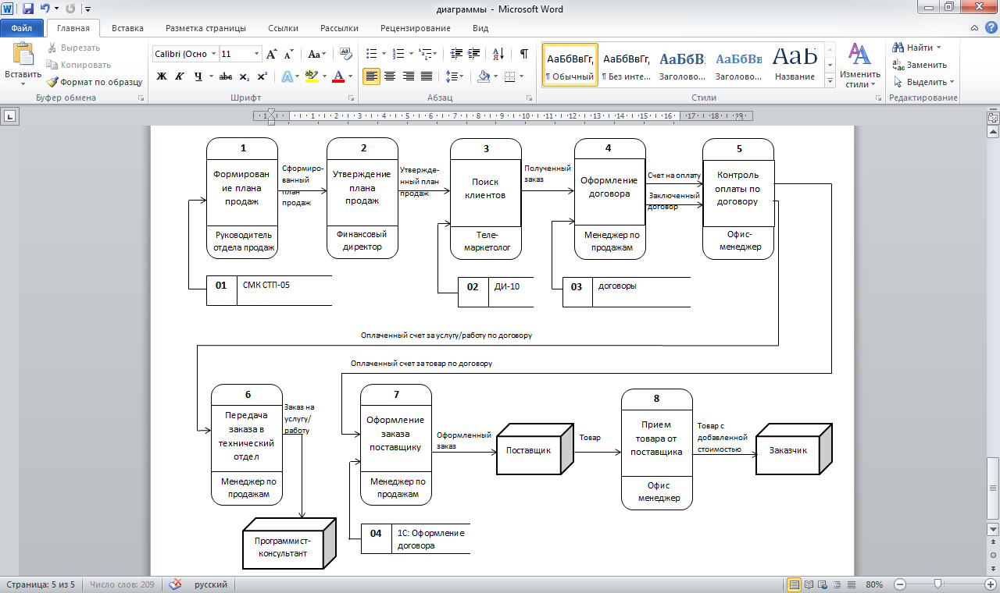 диаграммы - Microsoft Word
Файл Главная Вставка Разметка страницы Ссылки Рассылки Рецензирование Вид
Вставить
Вырезать
Копировать
Формат по образцу
Буфер обмена
Calibri (Осно 11
Шрифт
Абзац
АаБбВвГг,
¶ Обычный
АаБбВвГг,
¶ Без инте...
АаБбВ
Заголово...
АаБбВв
Заголово...
Название
Стили
Изменить
стили
Найти
Заменить
Выделить
Редактирование
1
Формирован
ие плана
продаж
Руководитель
отдела продаж
Сформиро-
ванный
план
продаж
2
Утверждение
плана
продаж
Финансовый
директор
Утвержде-
нный план
продаж
3
Поиск
клиентов
Теле-
маркетолог
Полученный
заказ
4
Оформление
договора
Менеджер по
продажам
Счет на оплату
Заключенный
договор
5
Контроль
оплаты по
договору
Офис-
менеджер
01 СМК СТП-05
02 ДИ-10
03 договоры
Оплаченный счет за услугу/работу по договору
Оплаченный счет за товар по договору
6
Передача
заказа в
технический
отдел
Менеджер по
продажам
Заказ на
услугу/
работу
7
Оформление
заказа
поставщику
Менеджер по
продажам
Оформленный
заказ
Поставщик
Товар
8
Прием
товара от
поставщика
Офис
менеджер
Товар с
добавленной
стоимостью
Заказчик
Программист-
консультант
04 1С: Оформление
договора
Страница: 5 из 5 Число слов: 209 русский 80%